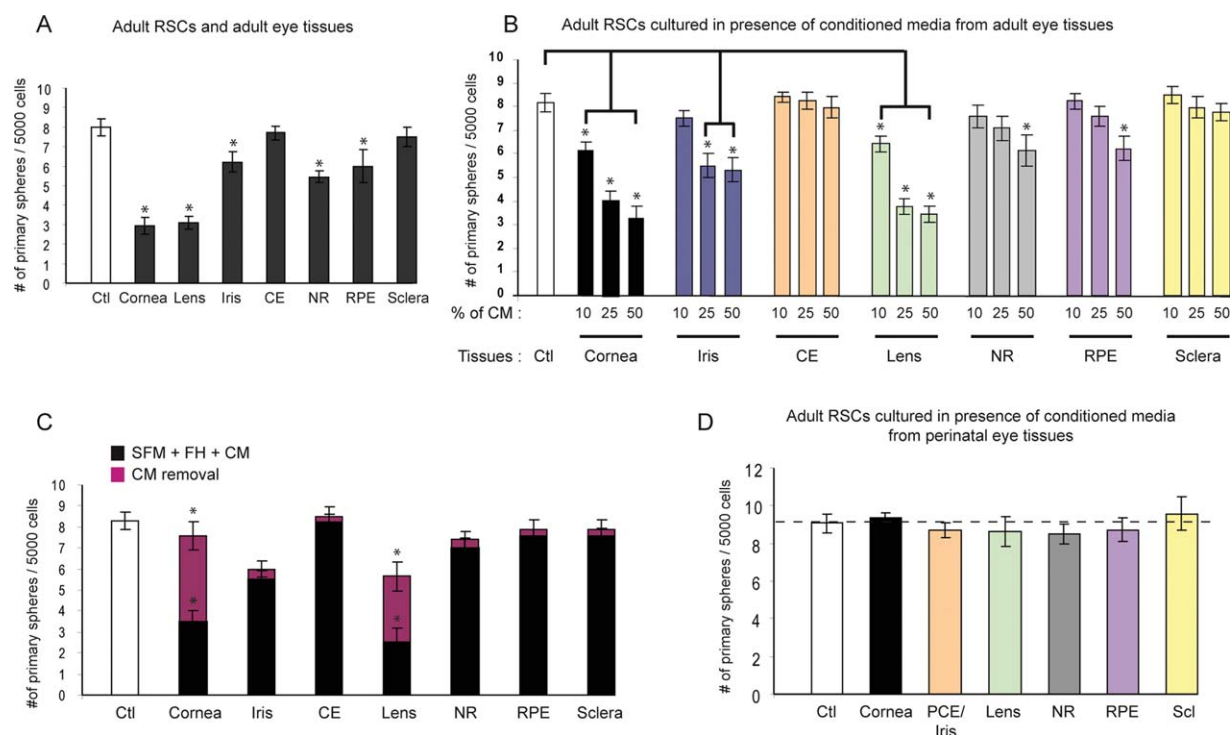 A
Adult RSCs and adult eye tissues
# of primary spheres / 5000 cells
10
9
8
7
6
5
4
3
2
1
0
* * * * *
Ctl Cornea Lens Iris CE NR RPE Sclera
B
Adult RSCs cultured in presence of conditioned media from adult eye tissues
# of primary spheres / 5000 cells
10
9
8
7
6
5
4
3
2
1
0
* * * * * * * * * *
% of CM : 10 25 50 10 25 50 10 25 50 10 25 50 10 25 50 10 25 50 10 25 50
Tissues : Ctl Cornea Iris CE Lens NR RPE Sclera
C
SFM + FH + CM
CM removal
#of primary spheres / 5000 cells
10
9
8
7
6
5
4
3
2
1
0
* * * *
Ctl Cornea Iris CE Lens NR RPE Sclera
D
Adult RSCs cultured in presence of conditioned media
from perinatal eye tissues
# of primary spheres / 5000 cells
12
10
8
6
4
2
0
Ctl Cornea PCE/ Lens NR RPE Scl
Iris